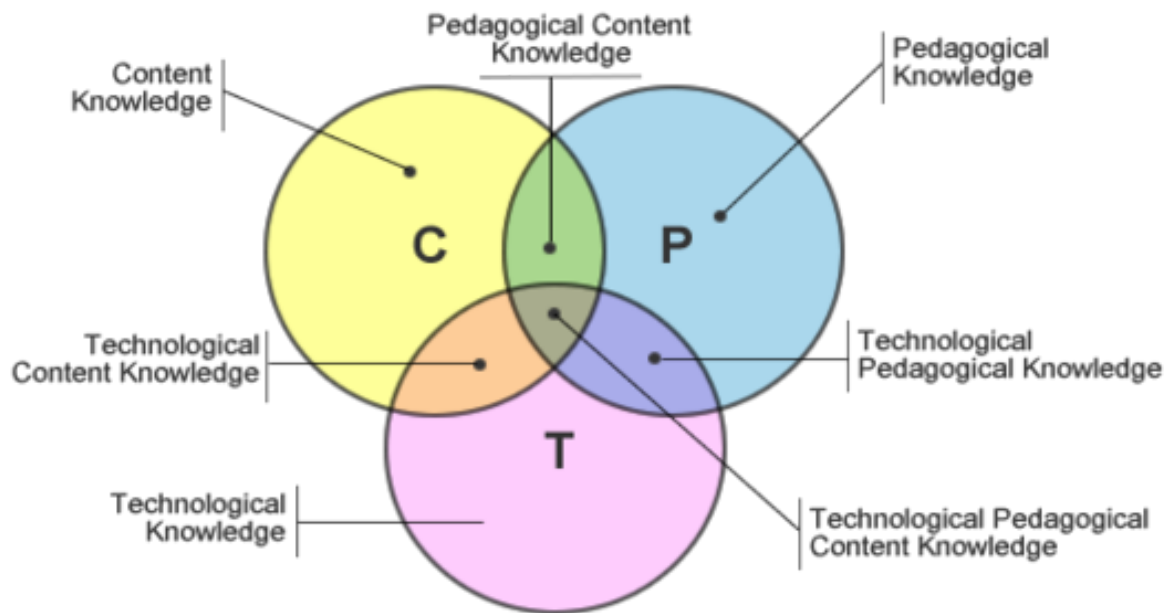 Pedagogical Content
Knowledge
Pedagogical
Knowledge
Content
Knowledge
C
P
Technological
Content Knowledge
Technological
Pedagogical Knowledge
T
Technological
Knowledge
Technological Pedagogical
Content Knowledge